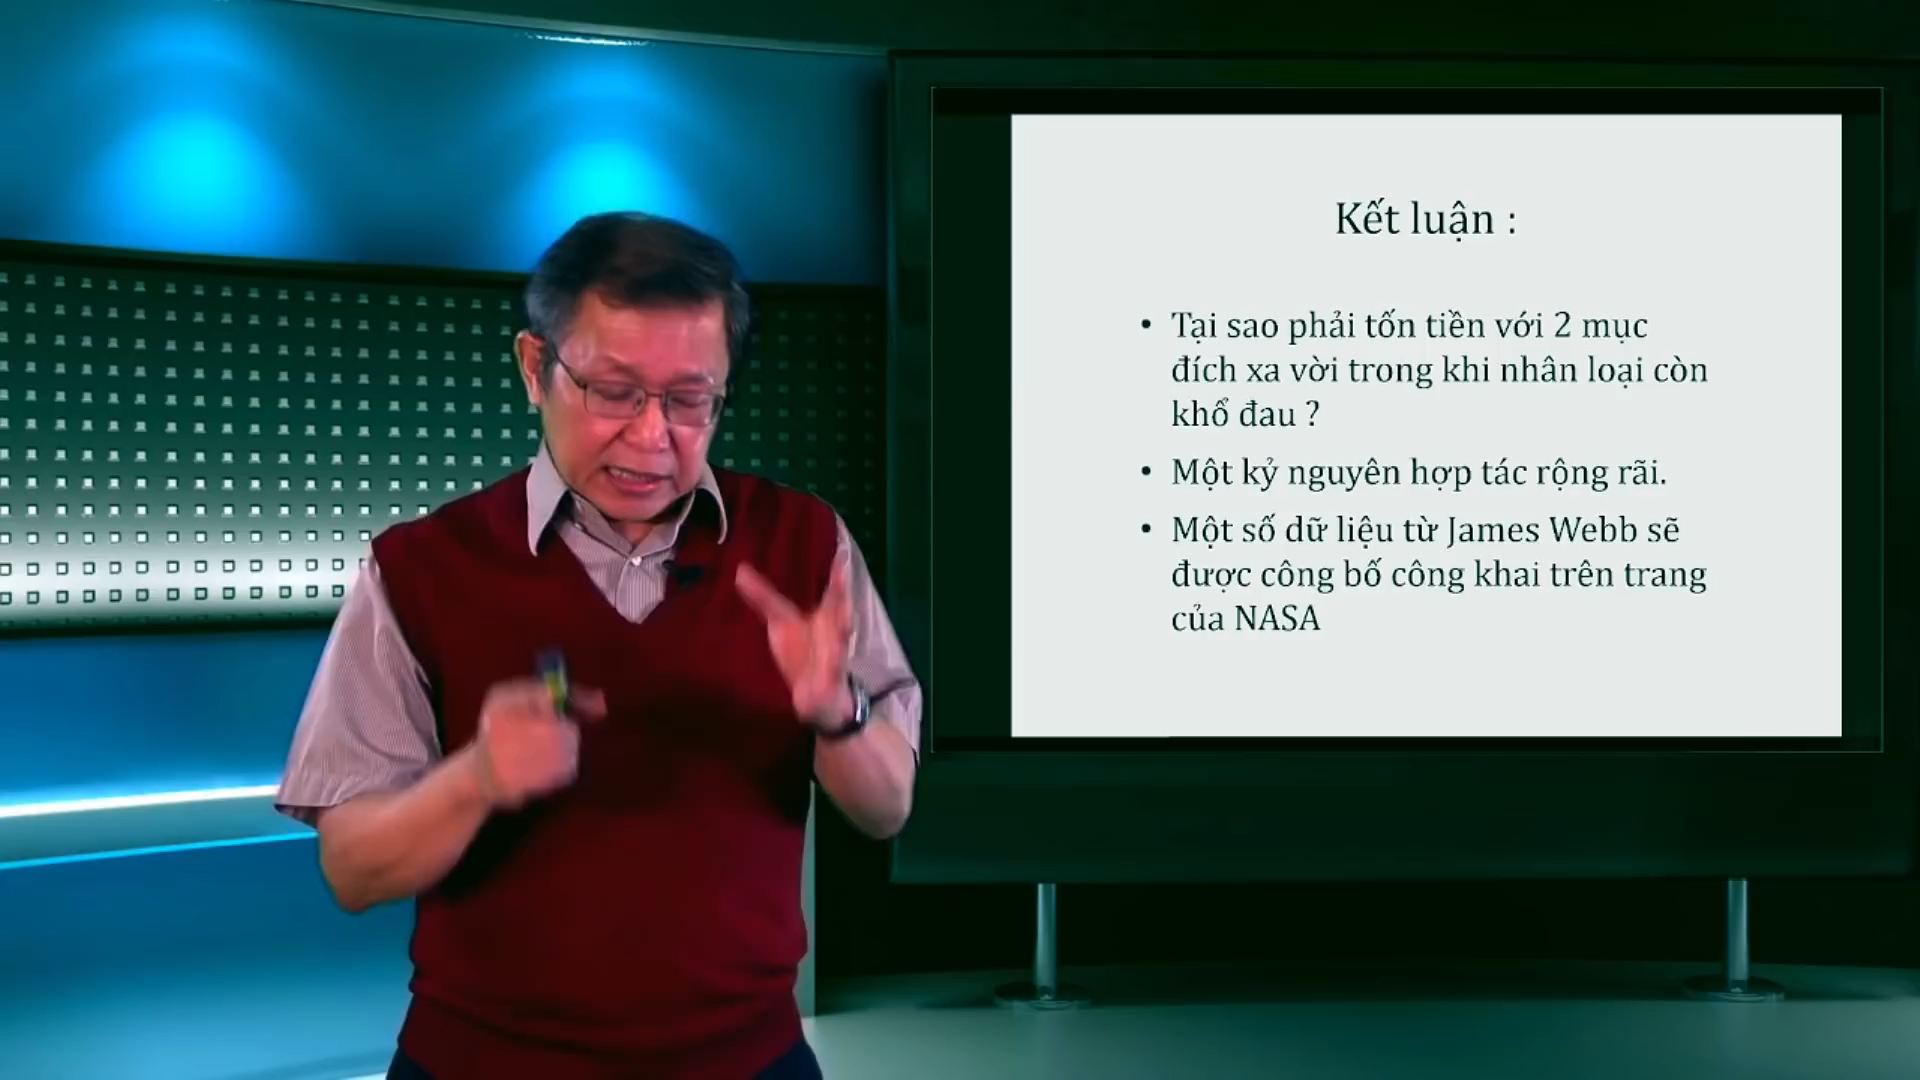 Kết luận :
• Tại sao phải tốn tiền với 2 mục
đích xa vời trong khi nhân loại còn
khổ đau ?
• Một kỷ nguyên hợp tác rộng rãi.
• Một số dữ liệu từ James Webb sẽ
được công bố công khai trên trang
của NASA